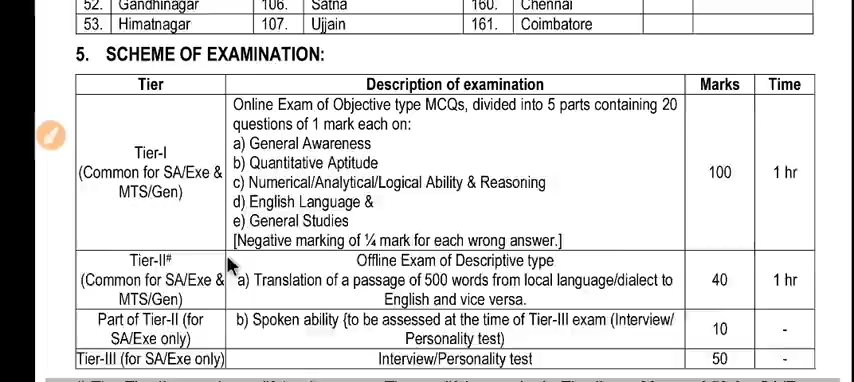 52. Gandhinagar 106. Satna 160. Chennai
53. Himatnagar 107. Ujjain 161. Coimbatore
5. SCHEME OF EXAMINATION:
Tier Description of examination Marks Time
Tier-I
(Common for SA/Exe &
MTS/Gen)
Online Exam of Objective type MCQs, divided into 5 parts containing 20
questions of 1 mark each on:
a) General Awareness
b) Quantitative Aptitude
c) Numerical/Analytical/Logical Ability & Reasoning
d) English Language &
e) General Studies
[Negative marking of ¼ mark for each wrong answer.]
100
1 hr
Tier-II#
(Common for SA/Exe &
MTS/Gen)
Offline Exam of Descriptive type
a) Translation of a passage of 500 words from local language/dialect to
English and vice versa.
40
1 hr
Part of Tier-II (for
SA/Exe only)
b) Spoken ability {to be assessed at the time of Tier-III exam (Interview/
Personality test)
10
-
Tier-III (for SA/Exe only) Interview/Personality test 50 -